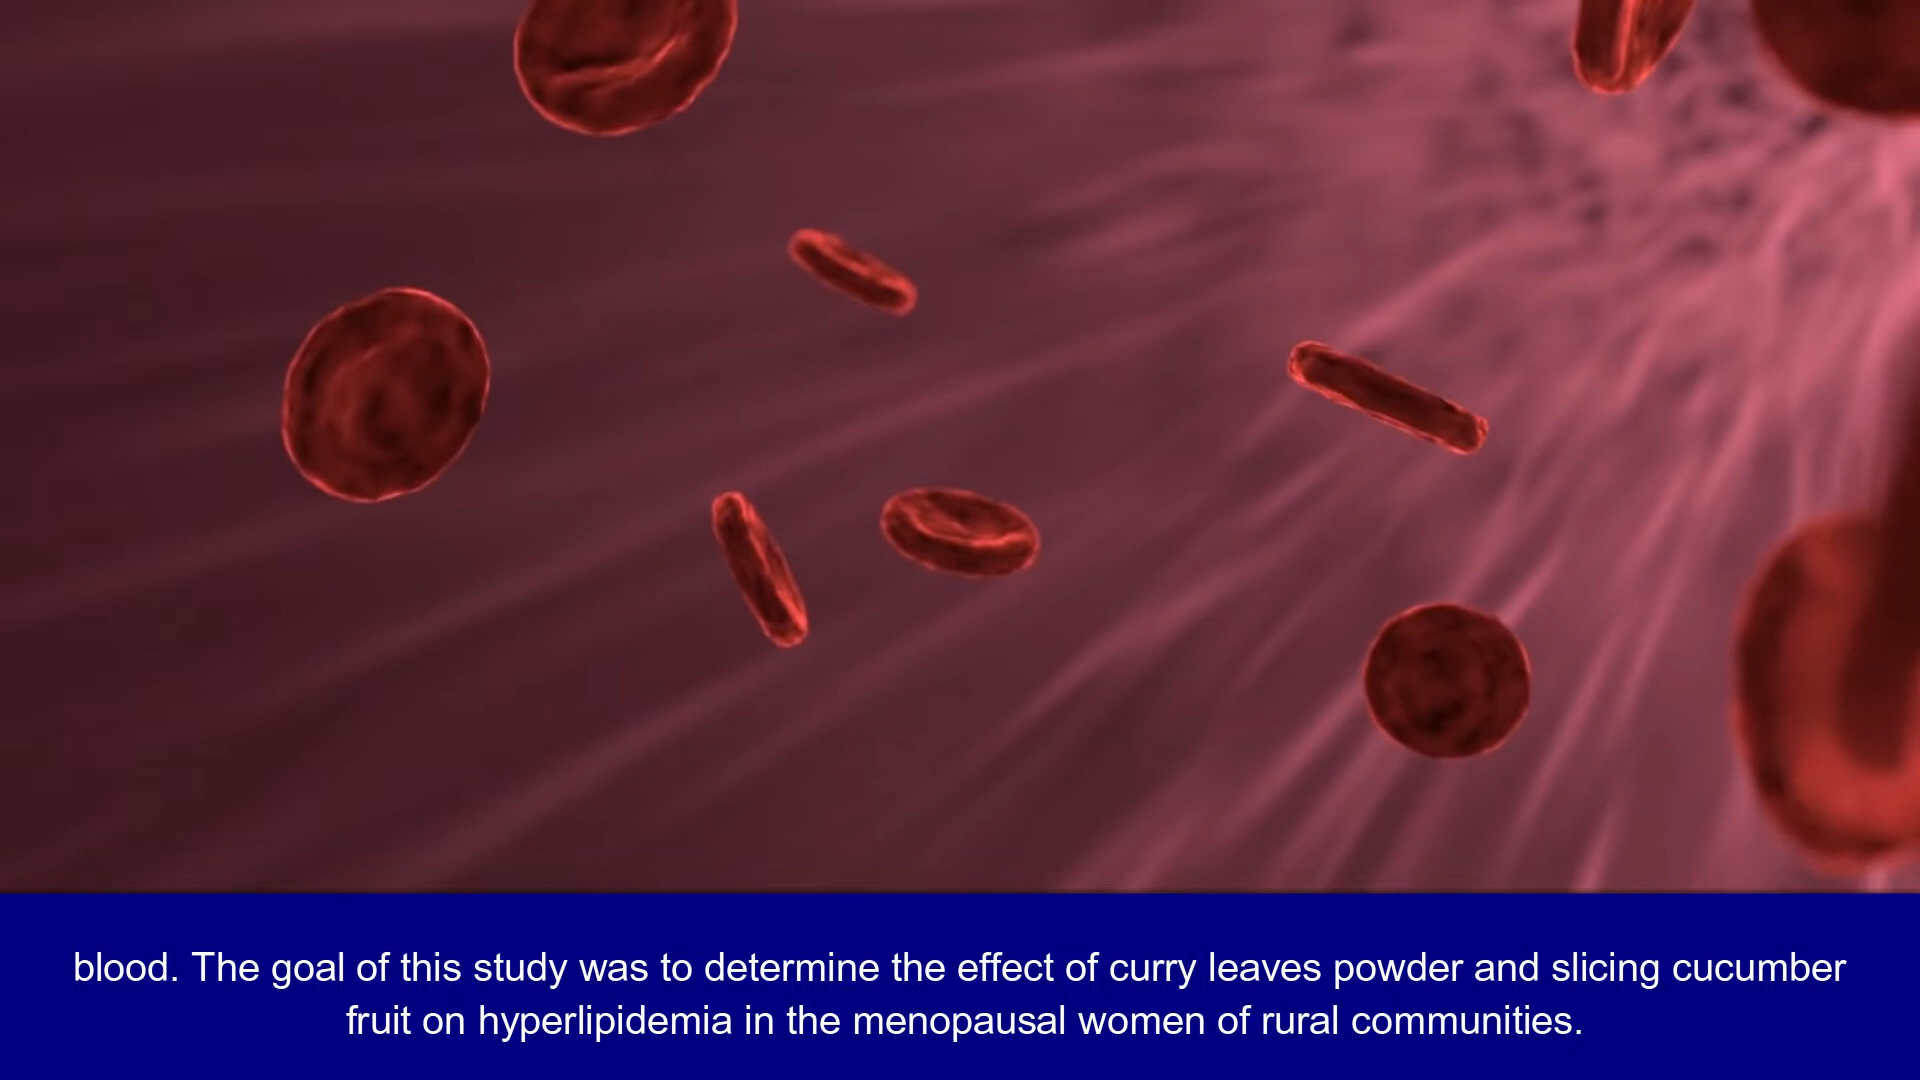 blood. The goal of this study was to determine the effect of curry leaves powder and slicing cucumber
fruit on hyperlipidemia in the menopausal women of rural communities.